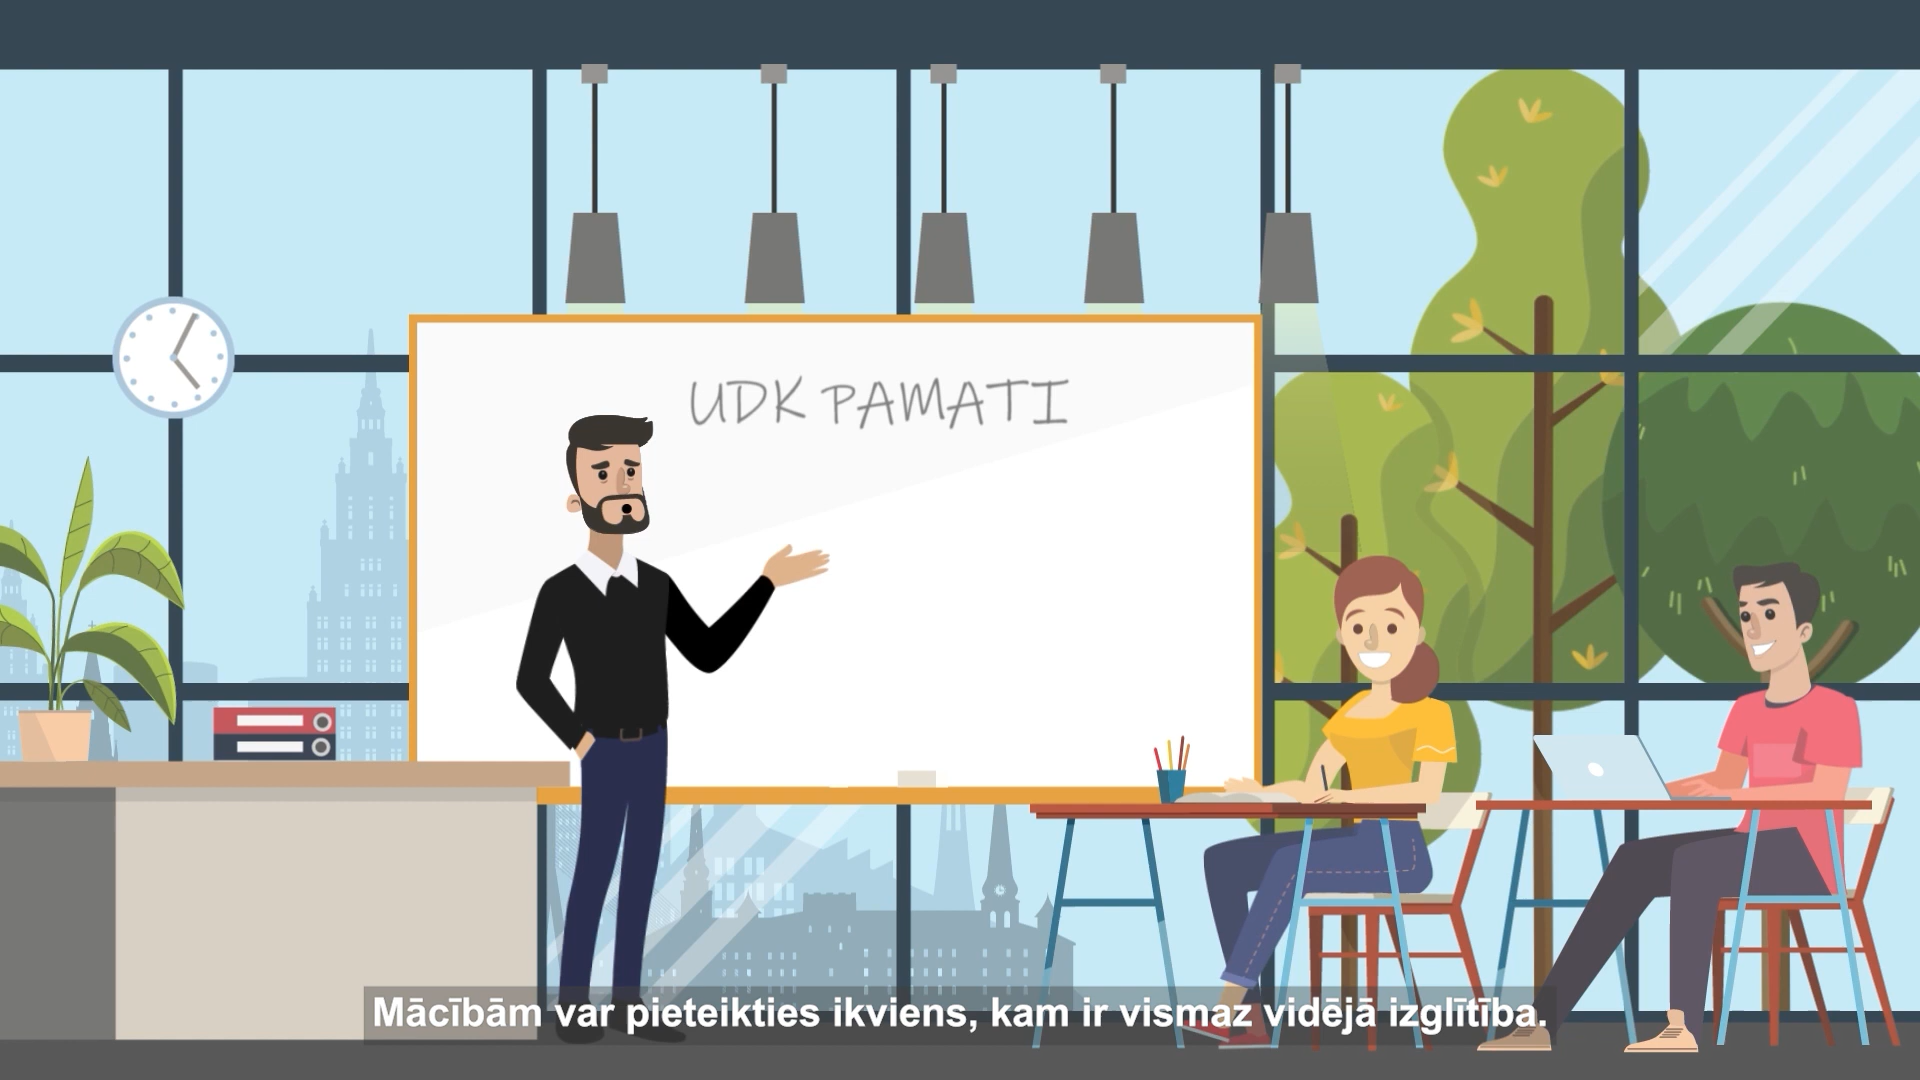 UDK PAMATI
Mācībām var pieteikties ikviens, kam ir vismaz vidējā izglītība.